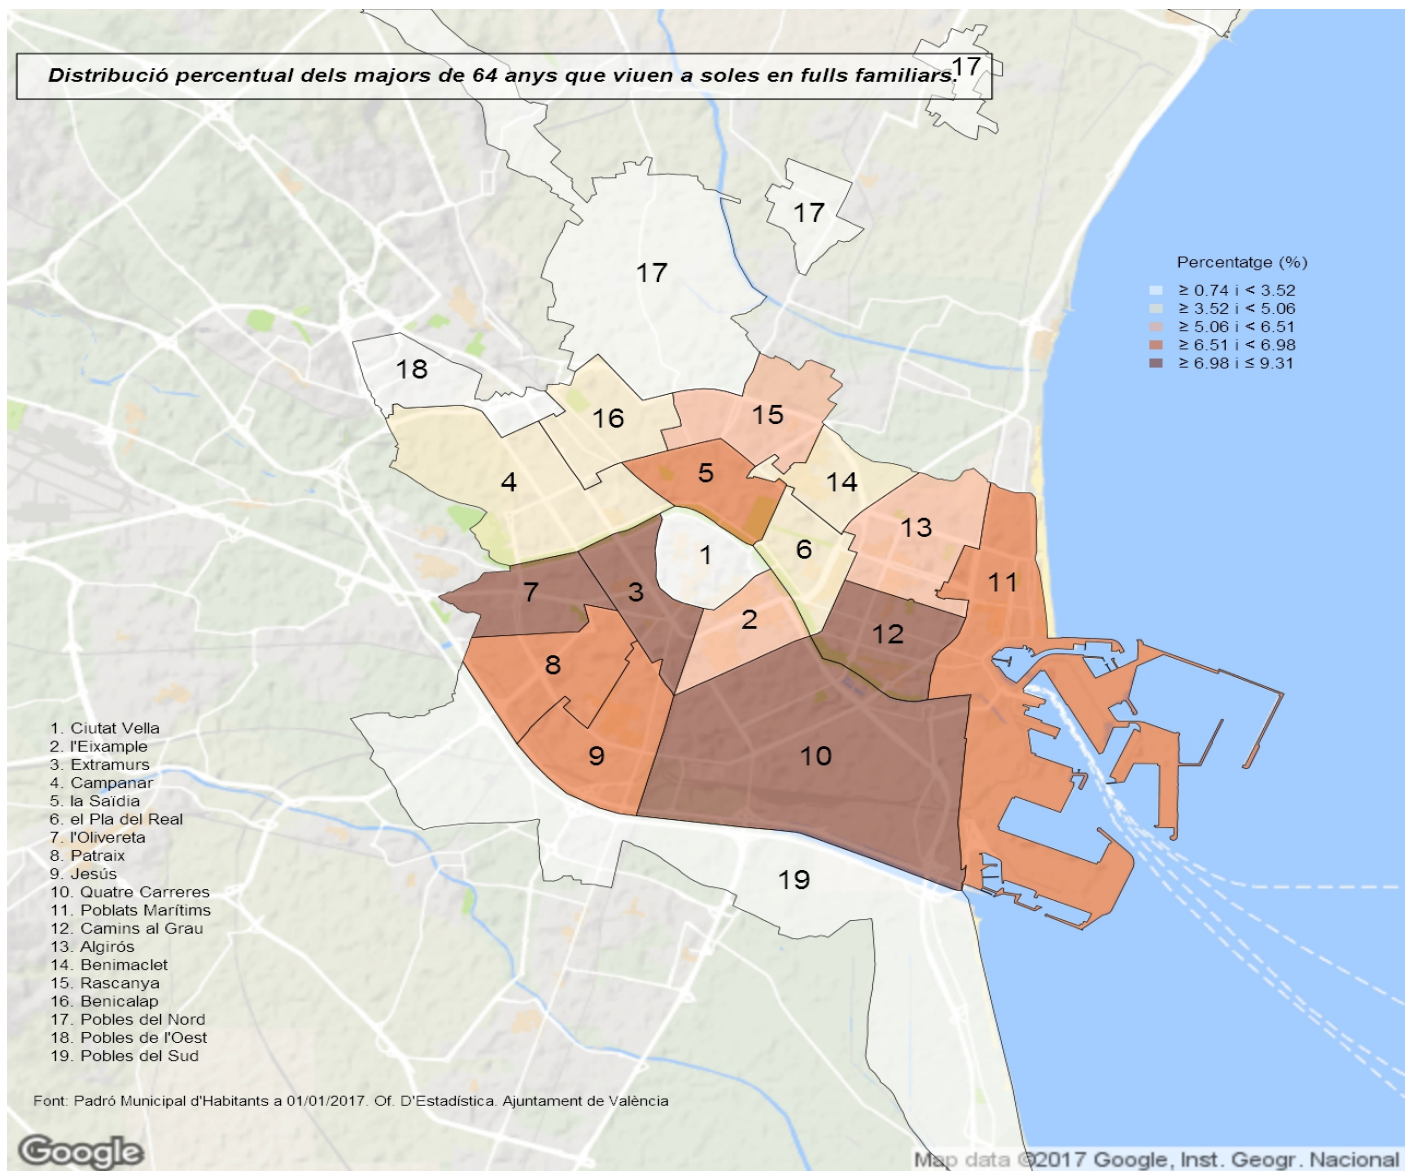 Distribució percentual dels majors de 64 anys que viuen a soles en fulls familiars.
17
17
17
Percentatge (%)
≥ 0.74 i < 3.52
≥ 3.52 i < 5.06
≥ 5.06 i < 6.51
≥ 6.51 i < 6.98
≥ 6.98 i ≤ 9.31
18
16
15
4
5
14
13
1
6
7
3
11
2
12
8
9
10
19
1. Ciutat Vella
2. l'Eixample
3. Extramurs
4. Campanar
5. la Saïdia
6. el Pla del Real
7. l'Olivereta
8. Patraix
9. Jesús
10. Quatre Carreres
11. Poblats Marítims
12. Camins al Grau
13. Algirós
14. Benimaclet
15. Rascanya
16. Benicalap
17. Pobles del Nord
18. Pobles de l'Oest
19. Pobles del Sud
Font: Padró Municipal d'Habitants a 01/01/2017. Of. D'Estadística. Ajuntament de València
Google
Map data ©2017 Google, Inst. Geogr. Nacional